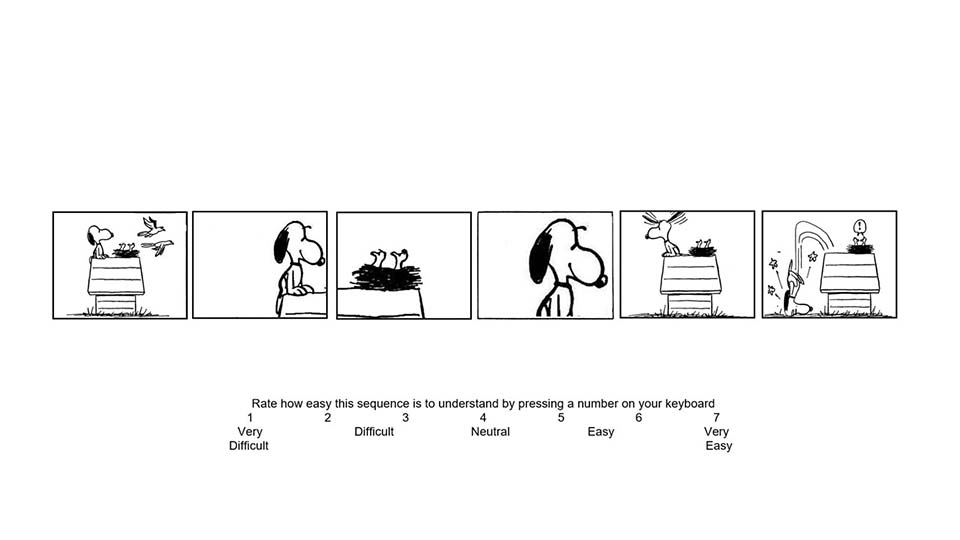 !
Rate how easy this sequence is to understand by pressing a number on your keyboard
1 2 3 4 5 6 7
Very Difficult Neutral Easy Very
Difficult Easy